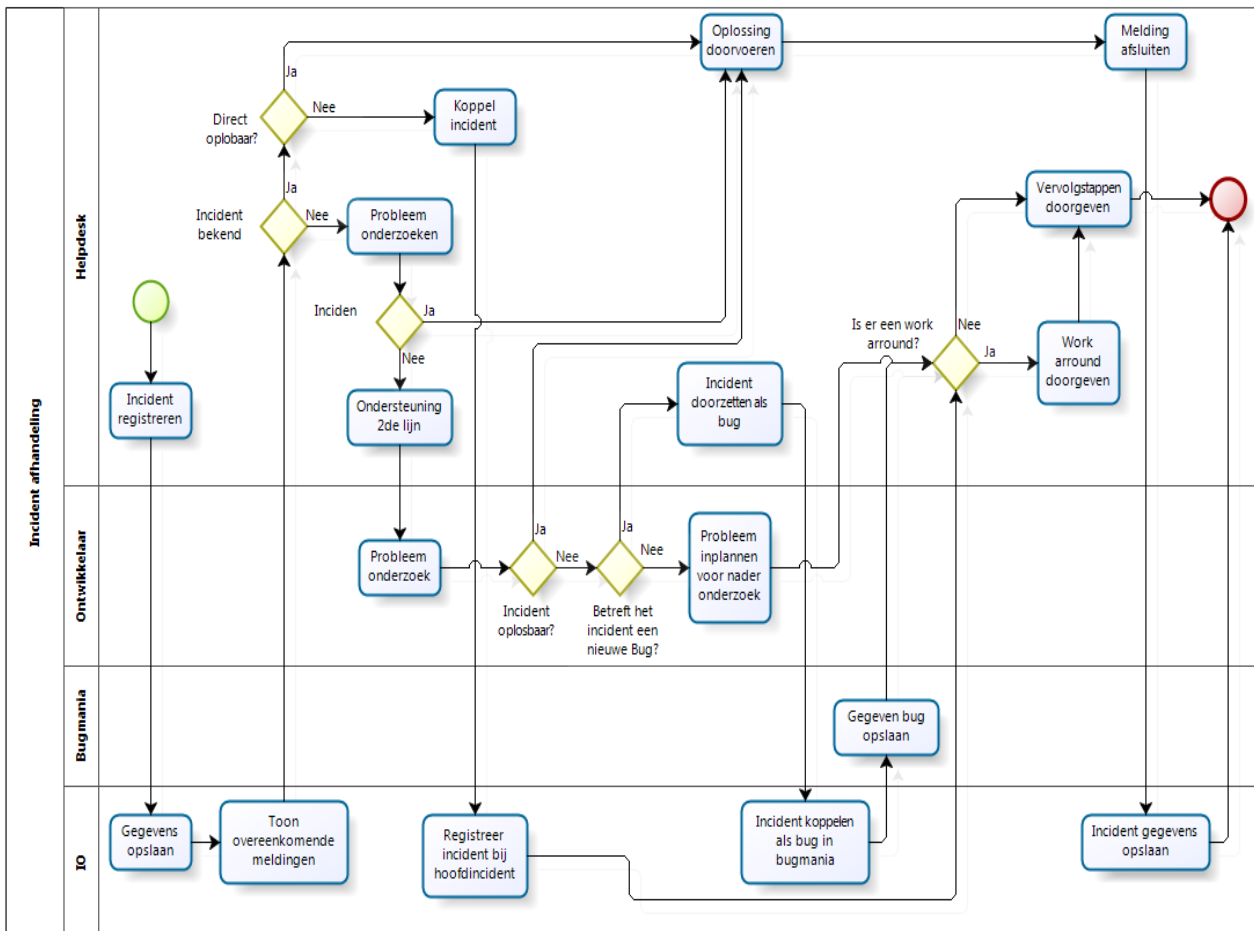 Incident afhandeling
Helpdesk
Oplossing
doorvoeren
Melding
afsluiten
Ja
Direct
oplobaar?
Nee
Koppel
incident
Ja
Incident
bekend
Nee
Probleem
onderzoeken
Vervolgstappen
doorgeven
Inciden
Ja
Nee
Is er een work
arround?
Nee
Ja
Work
arround
doorgeven
Incident
registreren
Ondersteuning
2de lijn
Incident
doorzetten als
bug
Ontwikkelaar
Probleem
onderzoek
Ja
Nee
Incident
oplosbaar?
Ja
Nee
Betreft het
incident een
nieuwe Bug?
Probleem
inplannen
voor nader
onderzoek
Bugmania
Gegeven bug
opslaan
IO
Gegevens
opslaan
Toon
overeenkomende
meldingen
Registreer
incident bij
hoofdincident
Incident koppelen
als bug in
bugmania
Incident gegevens
opslaan